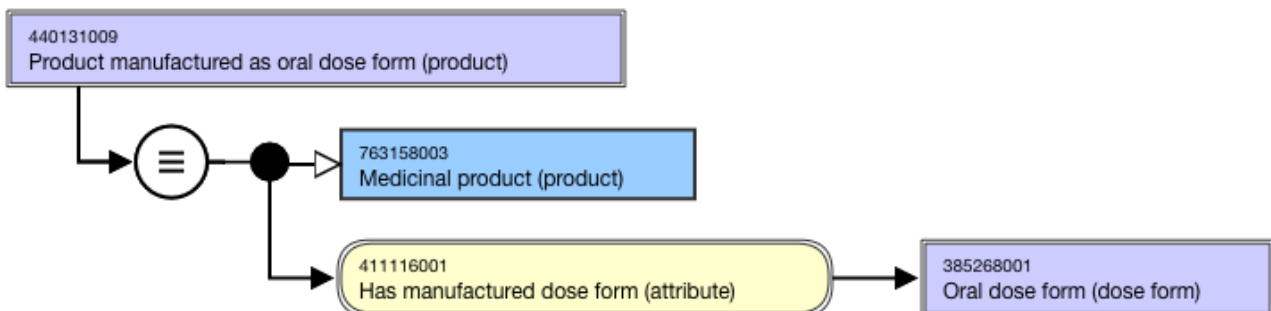 440131009
Product manufactured as oral dose form (product)
763158003
Medicinal product (product)
411116001
Has manufactured dose form (attribute)
385268001
Oral dose form (dose form)